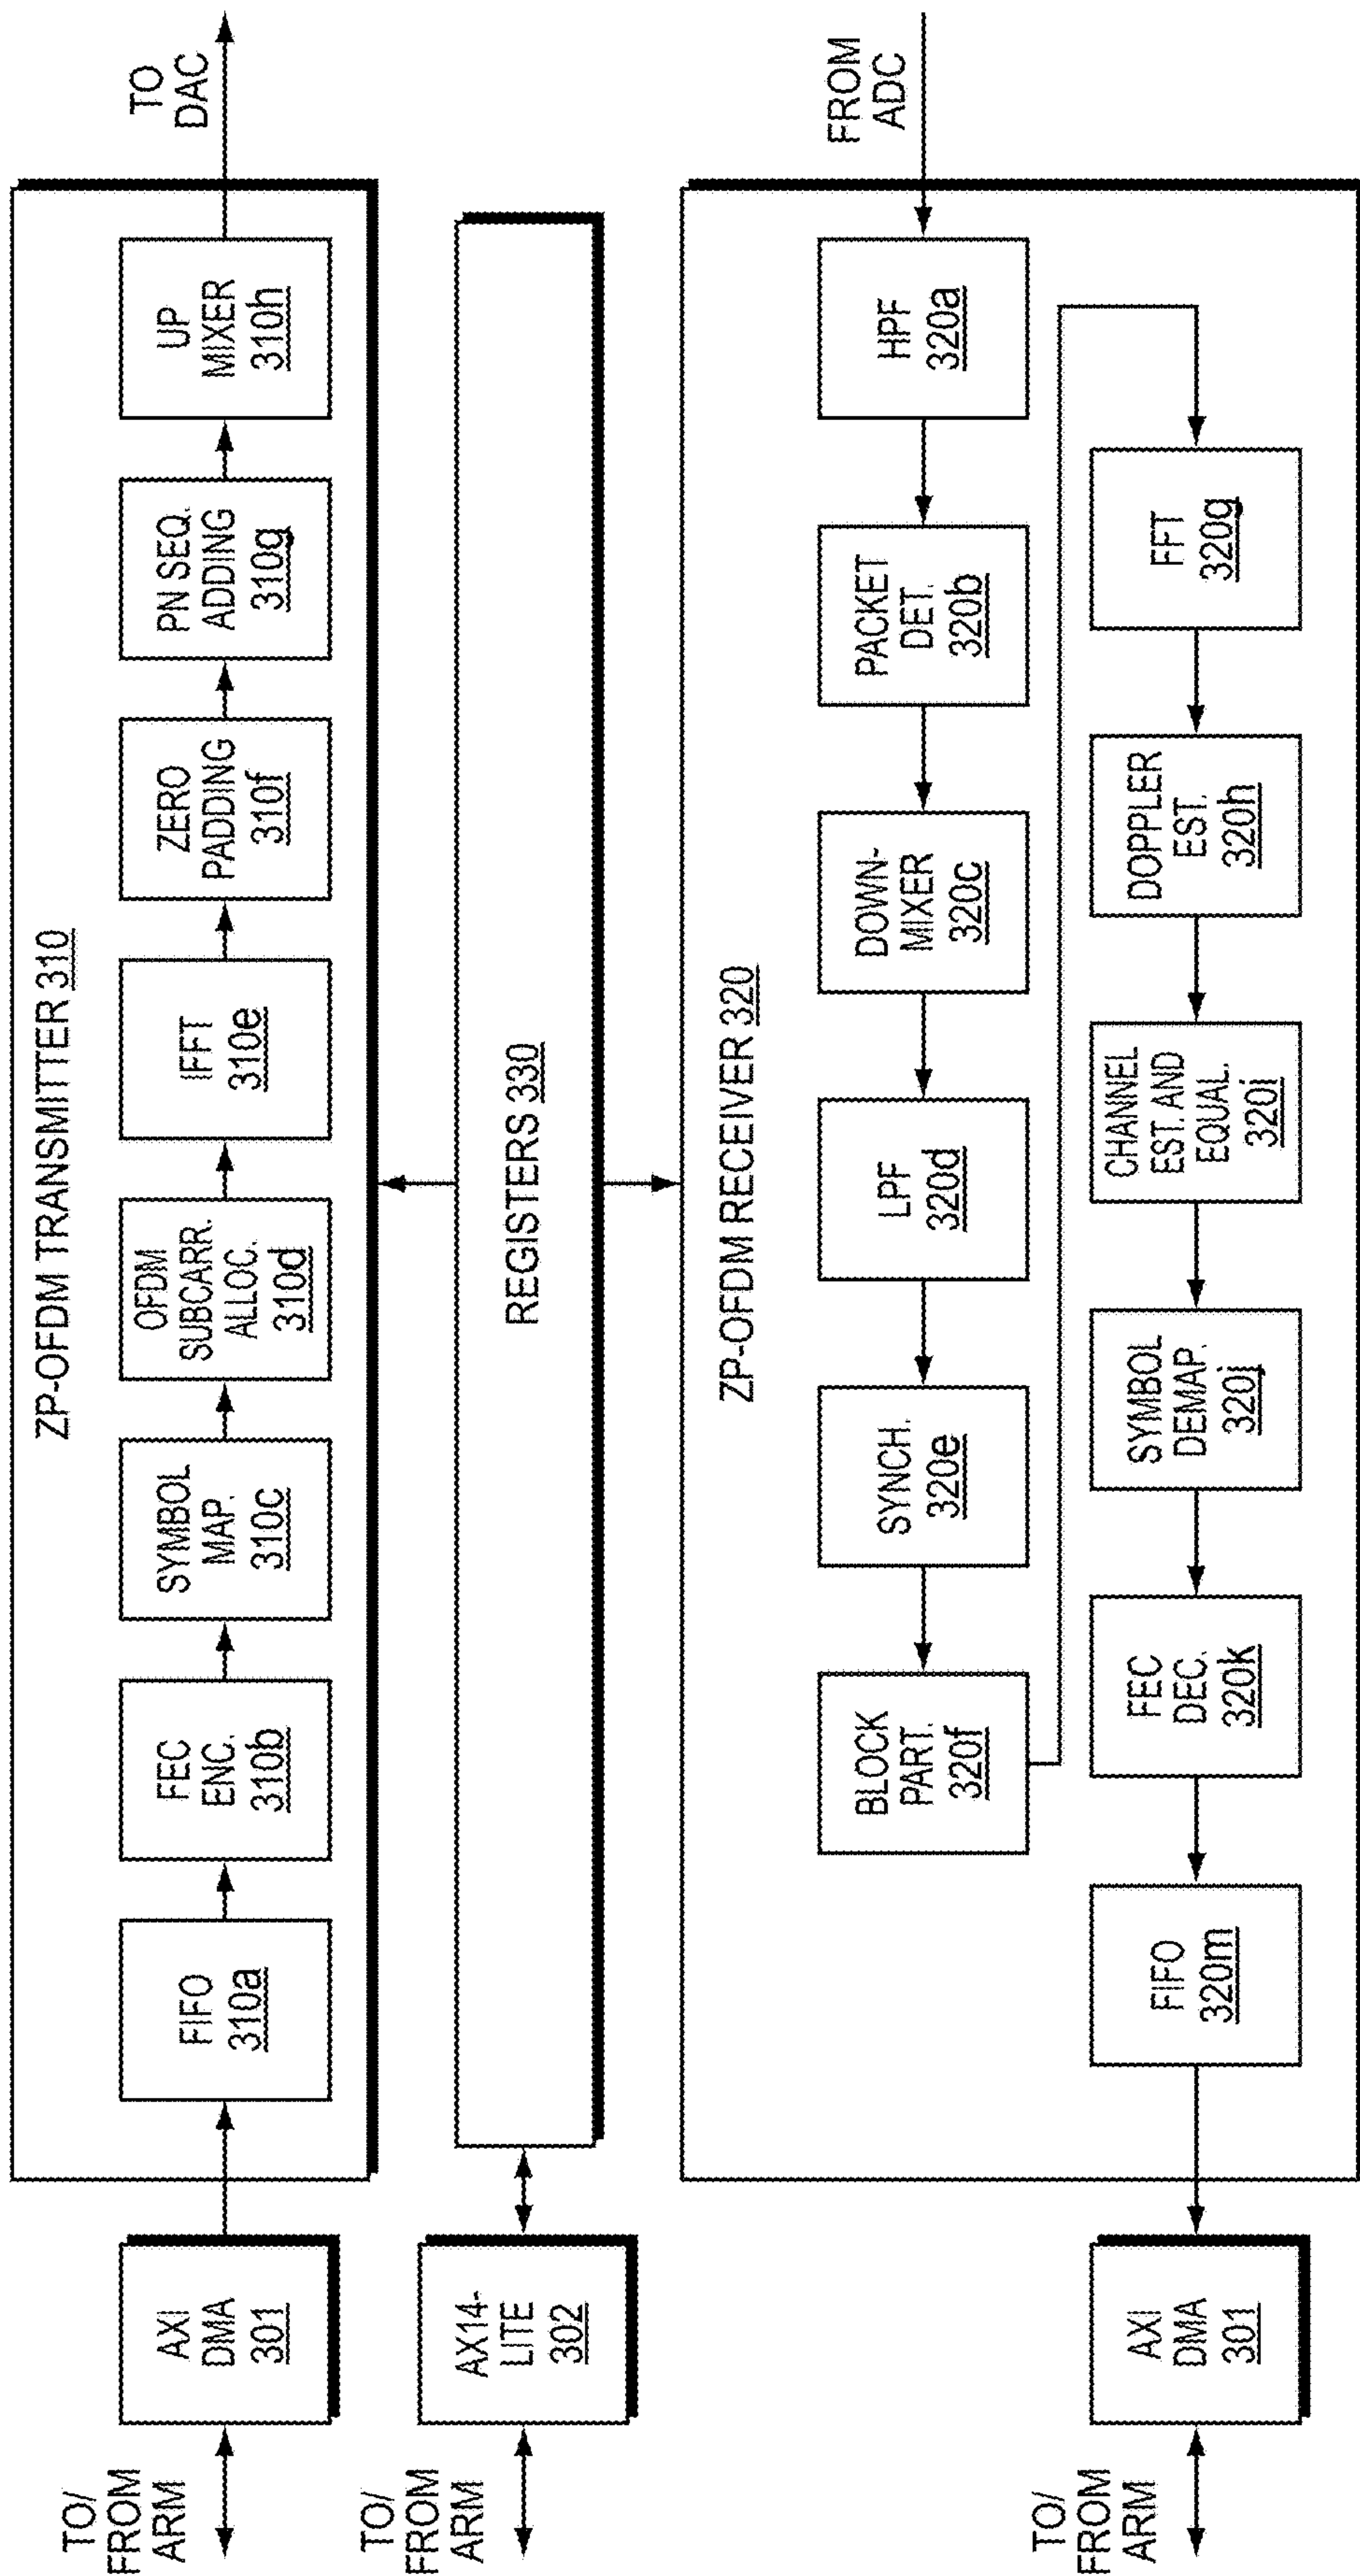 ZP-OFDM TRANSMITTER 310
TO/
FROM
ARM
AXI
DMA
301
FIFO
310a
FEC
ENC.
310b
SYMBOL
MAP.
310c
OFDM
SUBCARR.
ALLOC.
310d
IFFT
310e
ZERO
PADDING
310f
PN SEQ.
ADDING
310g
UP
MIXER
310h
TO
DAC
TO/
FROM
ARM
AX14-
LITE
302
REGISTERS 330
ZP-OFDM RECEIVER 320
BLOCK
PART.
320f
SYNCH.
320e
LPF
320d
DOWN-
MIXER
320c
PACKET
DET.
320b
HPF
320a
FROM
ADC
TO/
FROM
ARM
AXI
DMA
301
FIFO
320m
FEC
DEC.
320k
SYMBOL
DEMAP.
320j
CHANNEL
EST. AND
EQUAL.
320i
DOPPLER
EST.
320h
FFT
320g